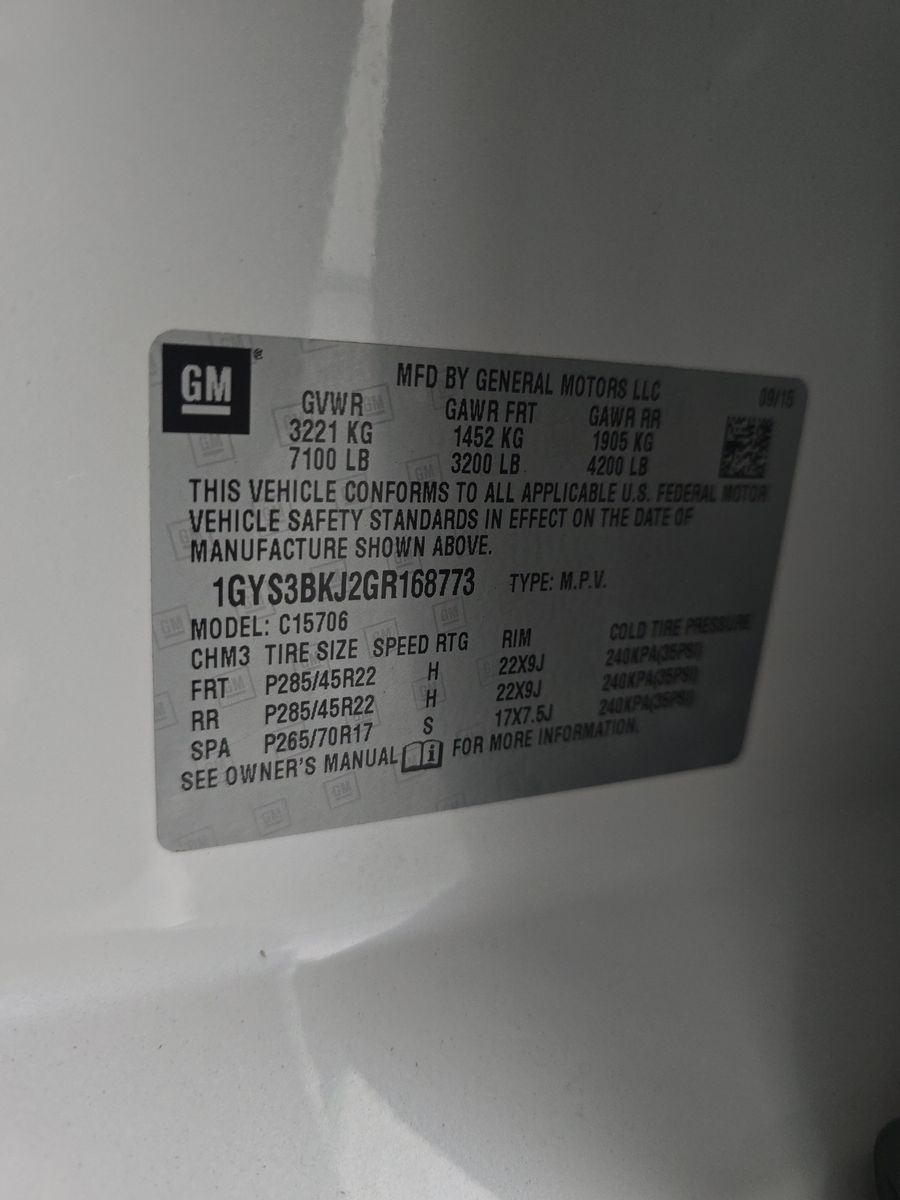 GM
MFD BY GENERAL MOTORS LLC 09/15
GVWR GAWR FRT GAWR RR
3221 KG 1452 KG 1905 KG
7100 LB 3200 LB 4200 LB
THIS VEHICLE CONFORMS TO ALL APPLICABLE U.S. FEDERAL MOTOR
VEHICLE SAFETY STANDARDS IN EFFECT ON THE DATE OF
MANUFACTURE SHOWN ABOVE.
1GYS3BKJ2GR168773 TYPE: M.P.V.
MODEL: C15706
CHM3 TIRE SIZE SPEED RTG RIM COLD TIRE PRESSURE
FRT P285/45R22 H 22X9J 240KPA(35PSI)
RR P285/45R22 H 22X9J 240KPA(35PSI)
SPA P265/70R17 S 17X7.5J 240KPA(35PSI)
SEE OWNER'S MANUAL FOR MORE INFORMATION.